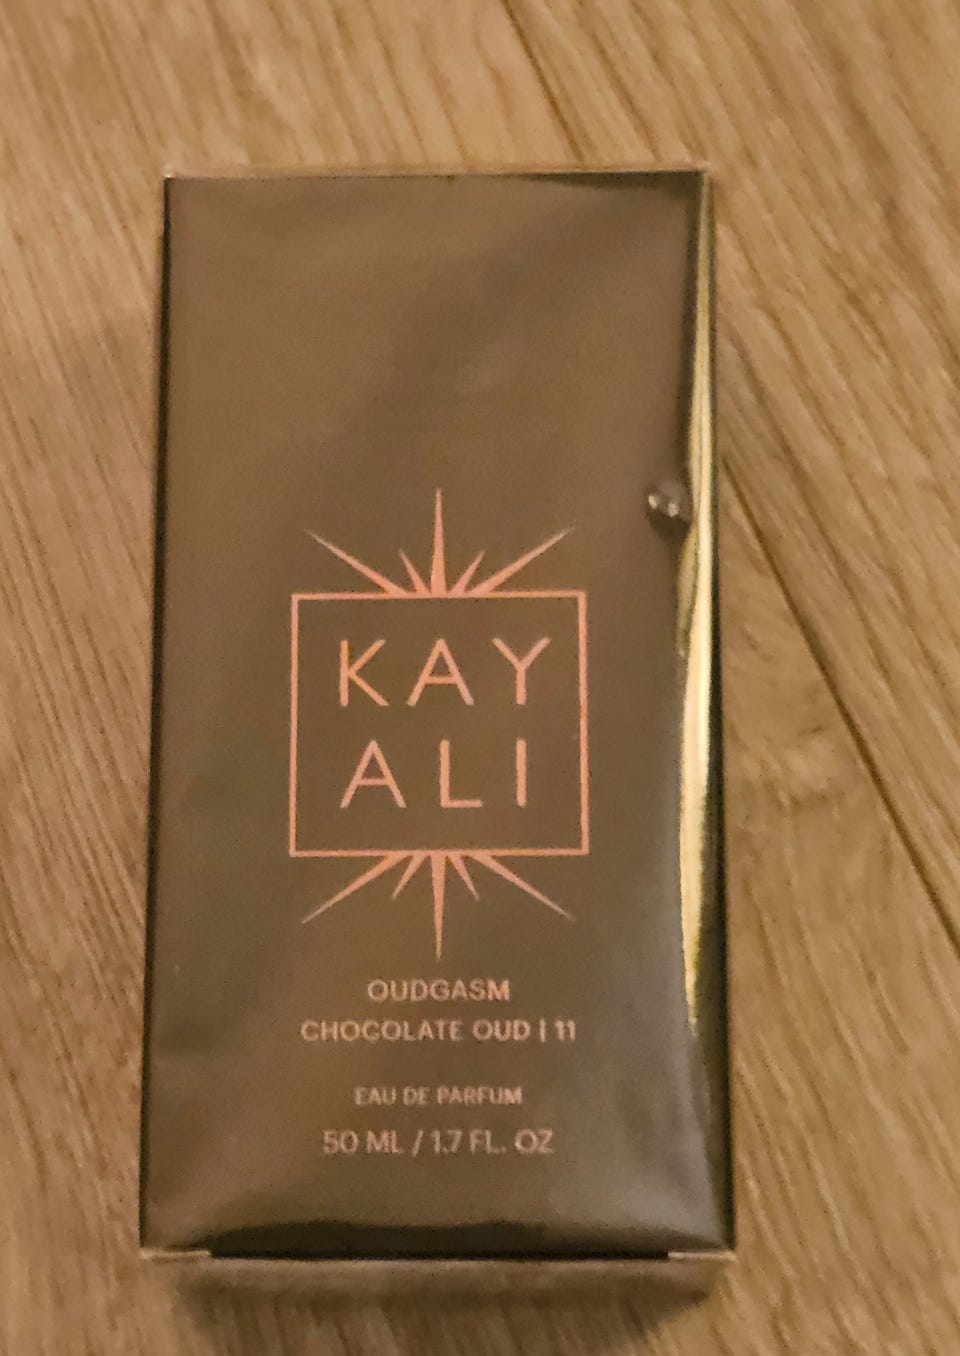 KAY
ALI
OUDGASM
CHOCOLATE OUD | 11
EAU DE PARFUM
50 ML / 1.7 FL. OZ